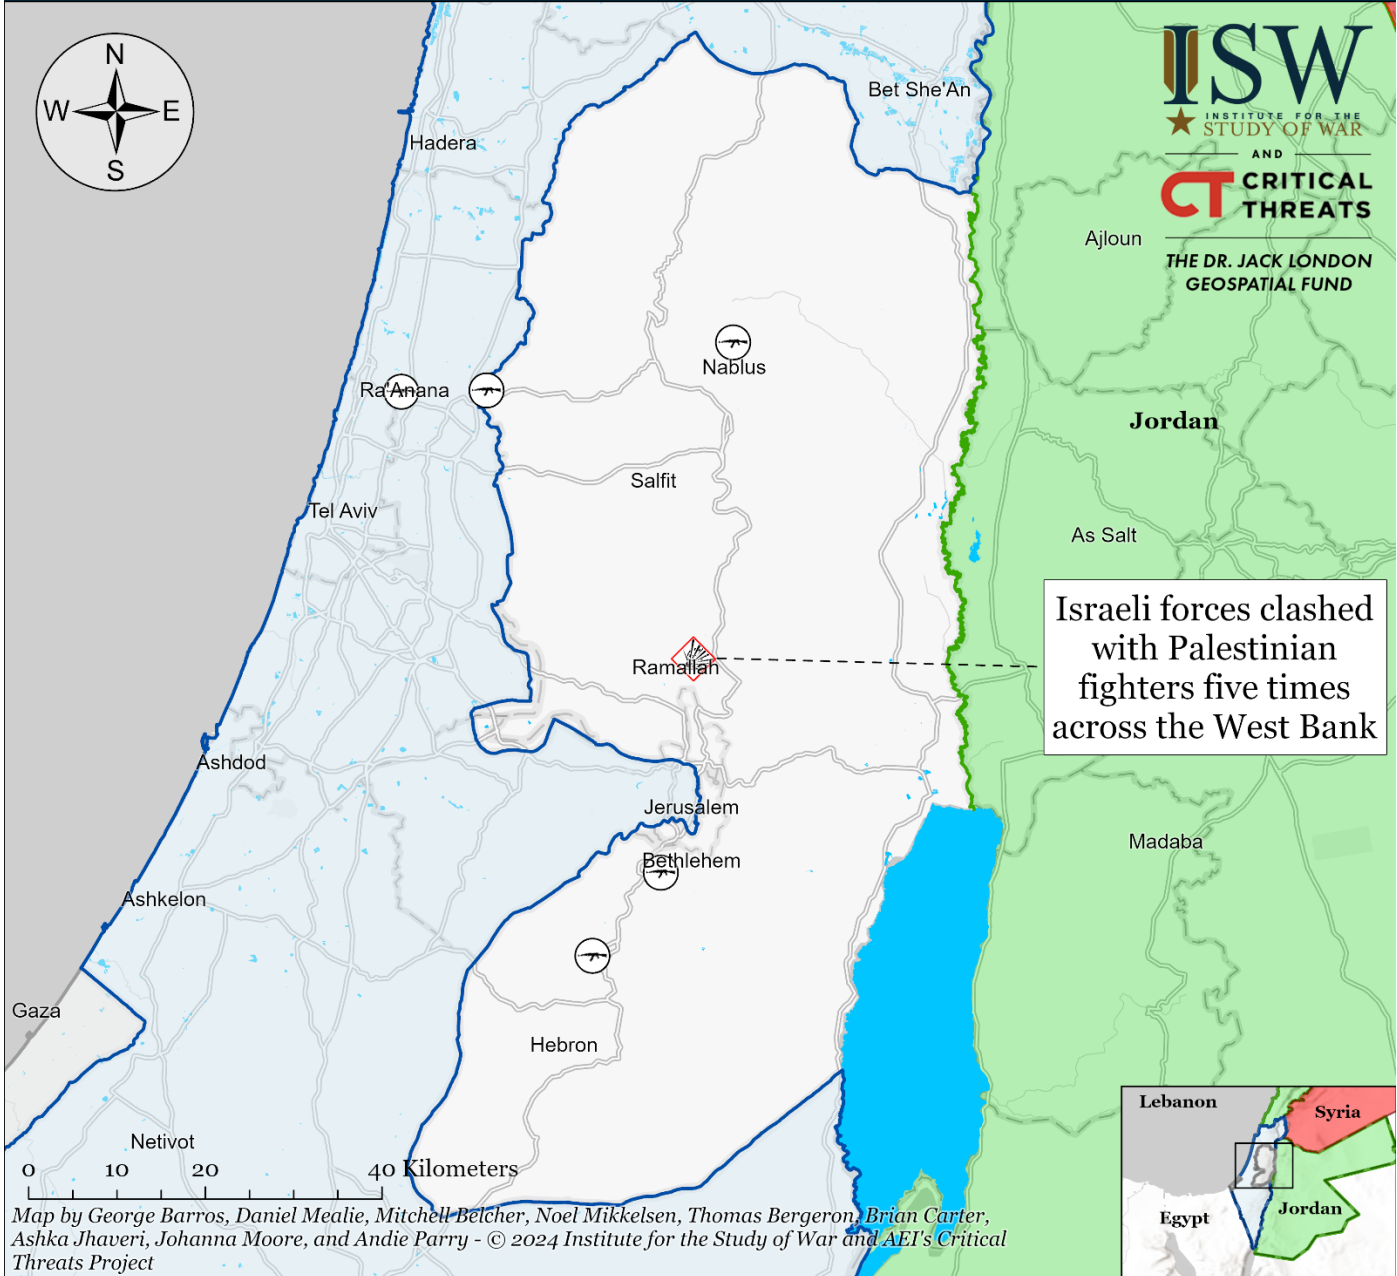 N
W
E
S
Hadera
Bet She'An
ISW
INSTITUTE FOR THE
STUDY OF WAR
AND
CT CRITICAL
THREATS
THE DR. JACK LONDON
GEOSPATIAL FUND
Ajloun
Nablus
Ra'Anana
Jordan
Salfit
Tel Aviv
As Salt
Israeli forces clashed
with Palestinian
fighters five times
across the West Bank
Ramallah
Ashdod
Jerusalem
Madaba
Bethlehem
Ashkelon
Gaza
Hebron
Lebanon
Syria
Netivot
0 10 20 40 Kilometers
Egypt
Jordan
Map by George Barros, Daniel Mealie, Mitchell Belcher, Noel Mikkelsen, Thomas Bergeron, Brian Carter,
Ashka Jhaveri, Johanna Moore, and Andie Parry - © 2024 Institute for the Study of War and AEI's Critical
Threats Project